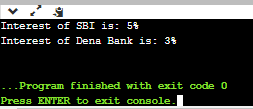 Interest of SBI is: 5%
Interest of Dena Bank is: 3%
...Program finished with exit code 0
Press ENTER to exit console.